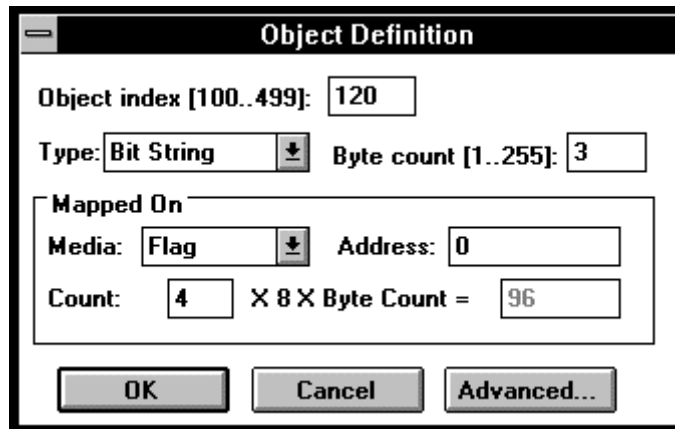 Object Definition
Object index [100..499]: 120
Type: Bit String Byte count [1..255]: 3
Mapped On
Media: Flag Address: 0
Count: 4 X 8 X Byte Count = 96
OK Cancel Advanced...